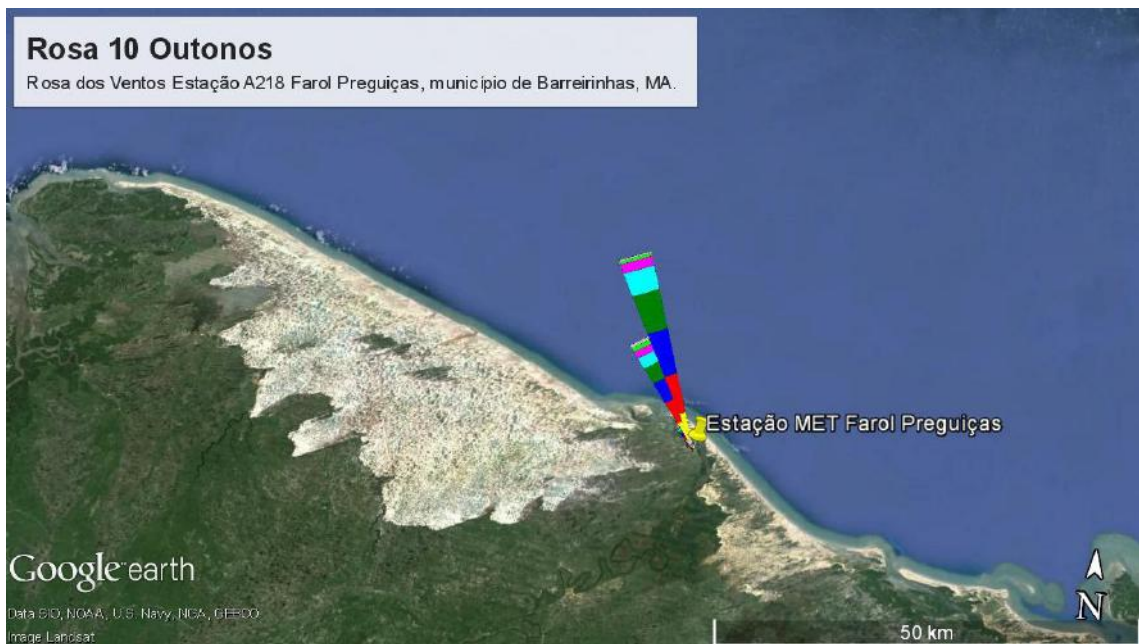 Rosa 10 Outonos
Rosa dos Ventos Estação A218 Farol Preguiças, município de Barreirinhas, MA.
Estação MET Farol Preguiças
Google earth
Data SIO, NOAA, U.S. Navy, NGA, GEBCO
Image Landsat
N
50 km